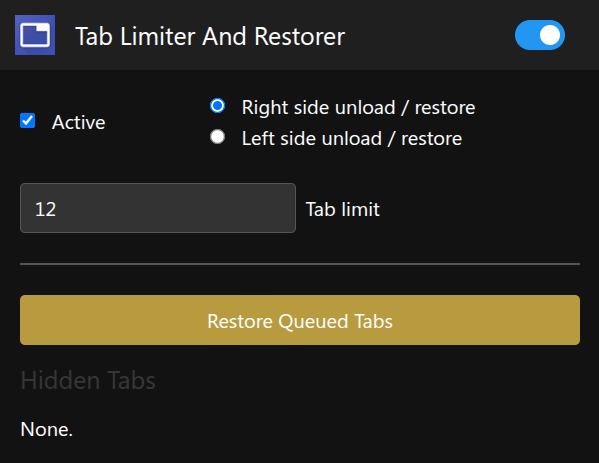 Tab Limiter And Restorer
Active
Right side unload / restore
Left side unload / restore
12
Tab limit
Restore Queued Tabs
Hidden Tabs
None.